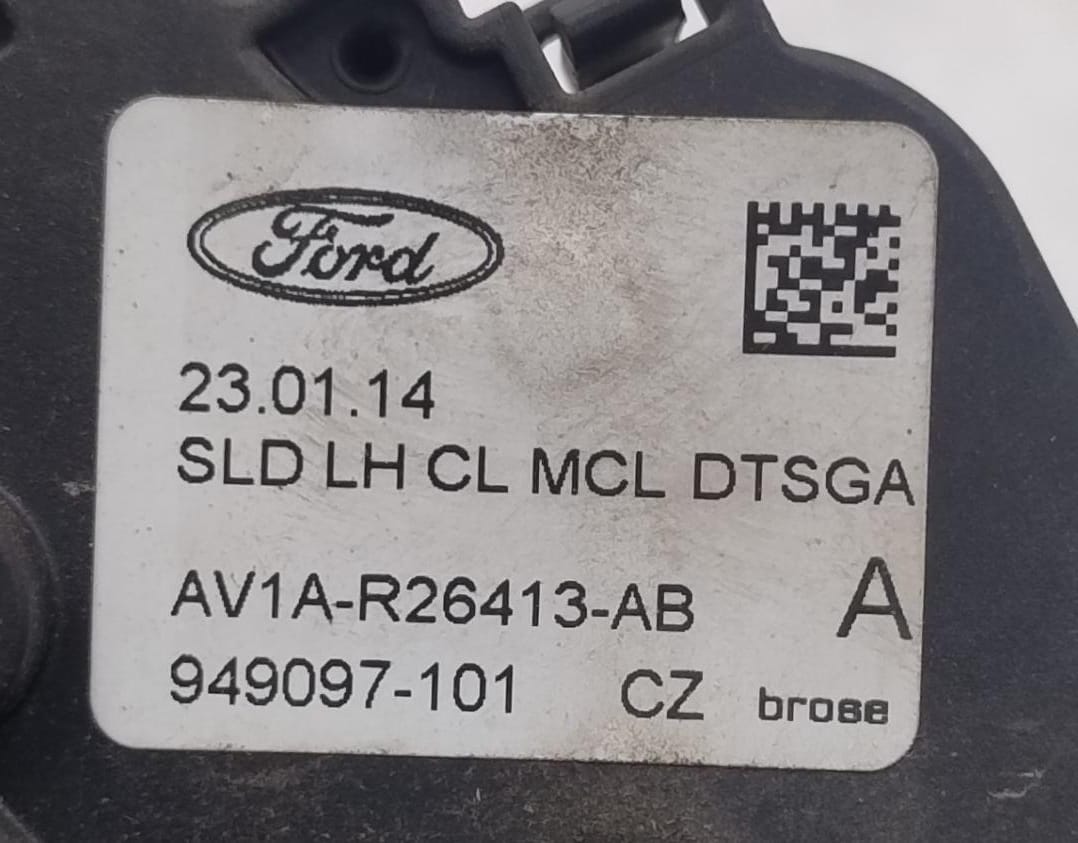 Ford
23.01.14
SLD LH CL MCL DTSGA
AV1A-R26413-AB A
949097-101 CZ brose